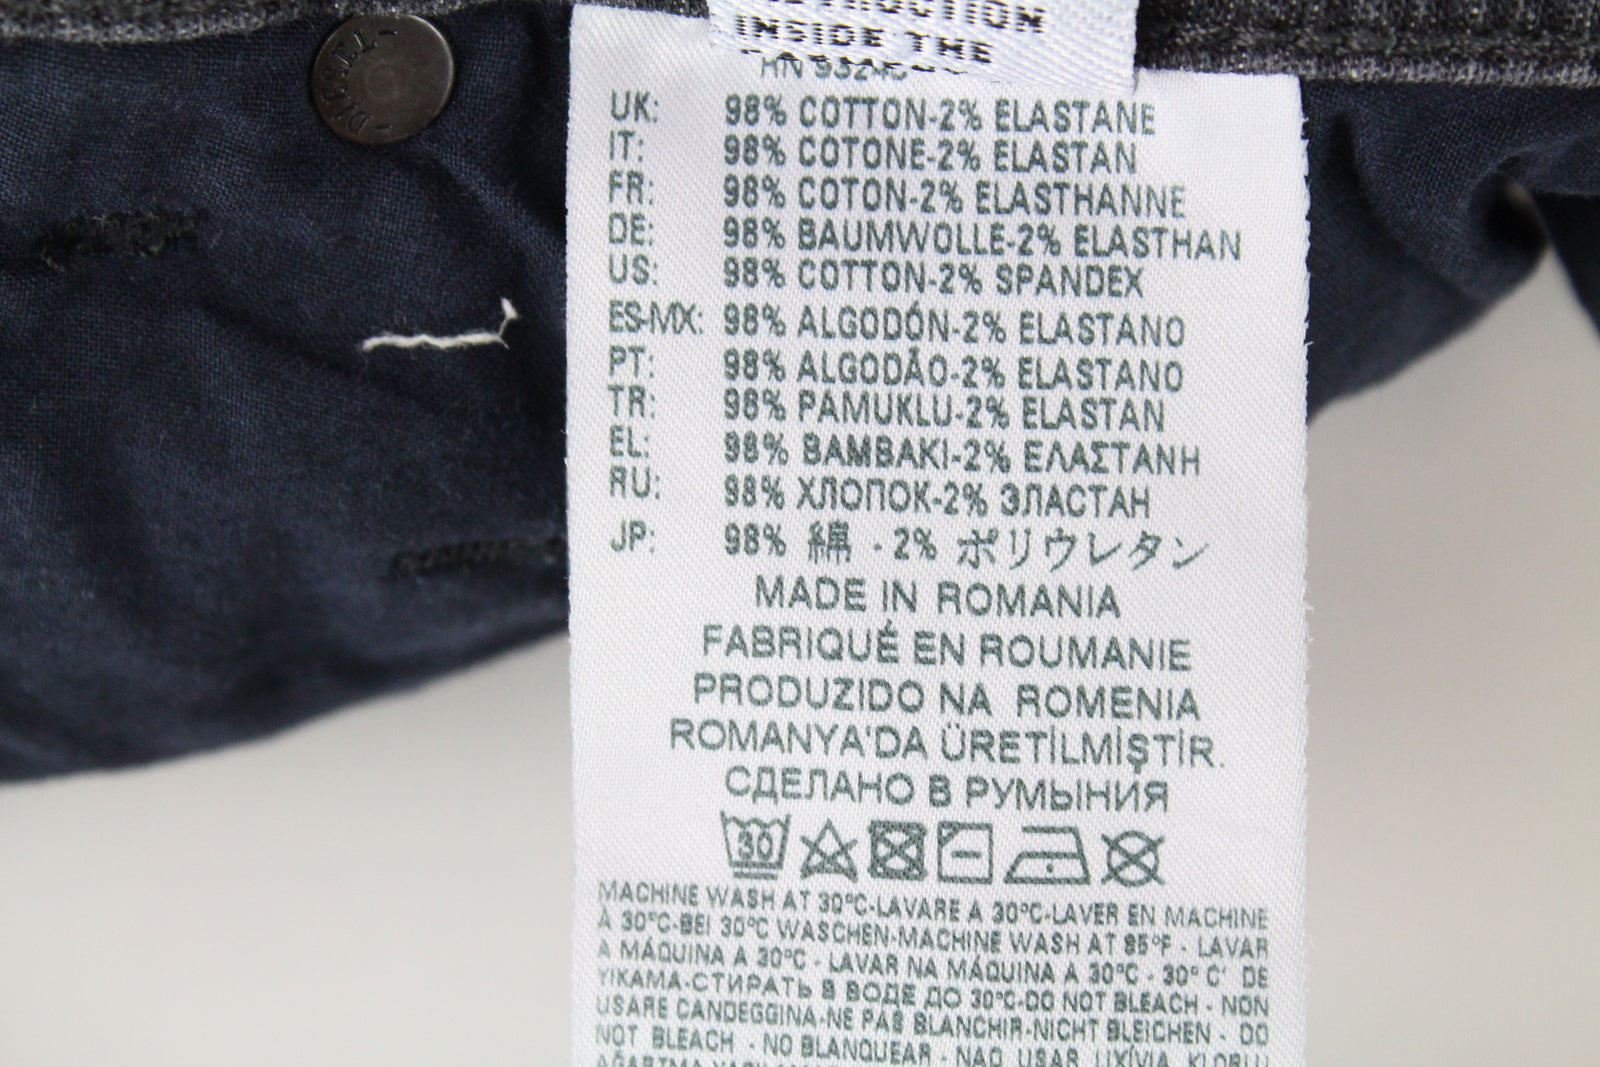 DIESEL
INSIDE THE
UK: 98% COTTON-2% ELASTANE
IT: 98% COTONE-2% ELASTAN
FR: 98% COTON-2% ELASTHANNE
DE: 98% BAUMWOLLE-2% ELASTHAN
US: 98% COTTON-2% SPANDEX
ES-MX: 98% ALGODÓN-2% ELASTANO
PT: 98% ALGODÃO-2% ELASTANO
TR: 98% PAMUKLU-2% ELASTAN
EL: 98% BAMBAKI-2% ΕΛΑΣΤΑΝΗ
RU: 98% ХЛОПОК-2% ЭЛАСТАН
JP: 98% 綿 - 2% ポリウレタン
MADE IN ROMANIA
FABRIQUÉ EN ROUMANIE
PRODUZIDO NA ROMENIA
ROMANYA'DA ÜRETİLMİŞTİR.
СДЕЛАНО В РУМЫНИЯ
30
MACHINE WASH AT 30°C-LAVARE A 30°C-LAVER EN MACHINE
À 30°C-BEI 30°C WASCHEN-MACHINE WASH AT 85°F - LAVAR
A MÁQUINA A 30°C - LAVAR NA MÁQUINA A 30°C - 30° C' DE
YIKAMA-СТИРАТЬ В ВОДЕ ДО 30°C-DO NOT BLEACH - NON
USARE CANDEGGINA-NE PAS BLANCHIR-NICHT BLEICHEN - DO
NOT BLEACH - NO BLANQUEAR - NAO USAR LIXÍVIA KLORLU